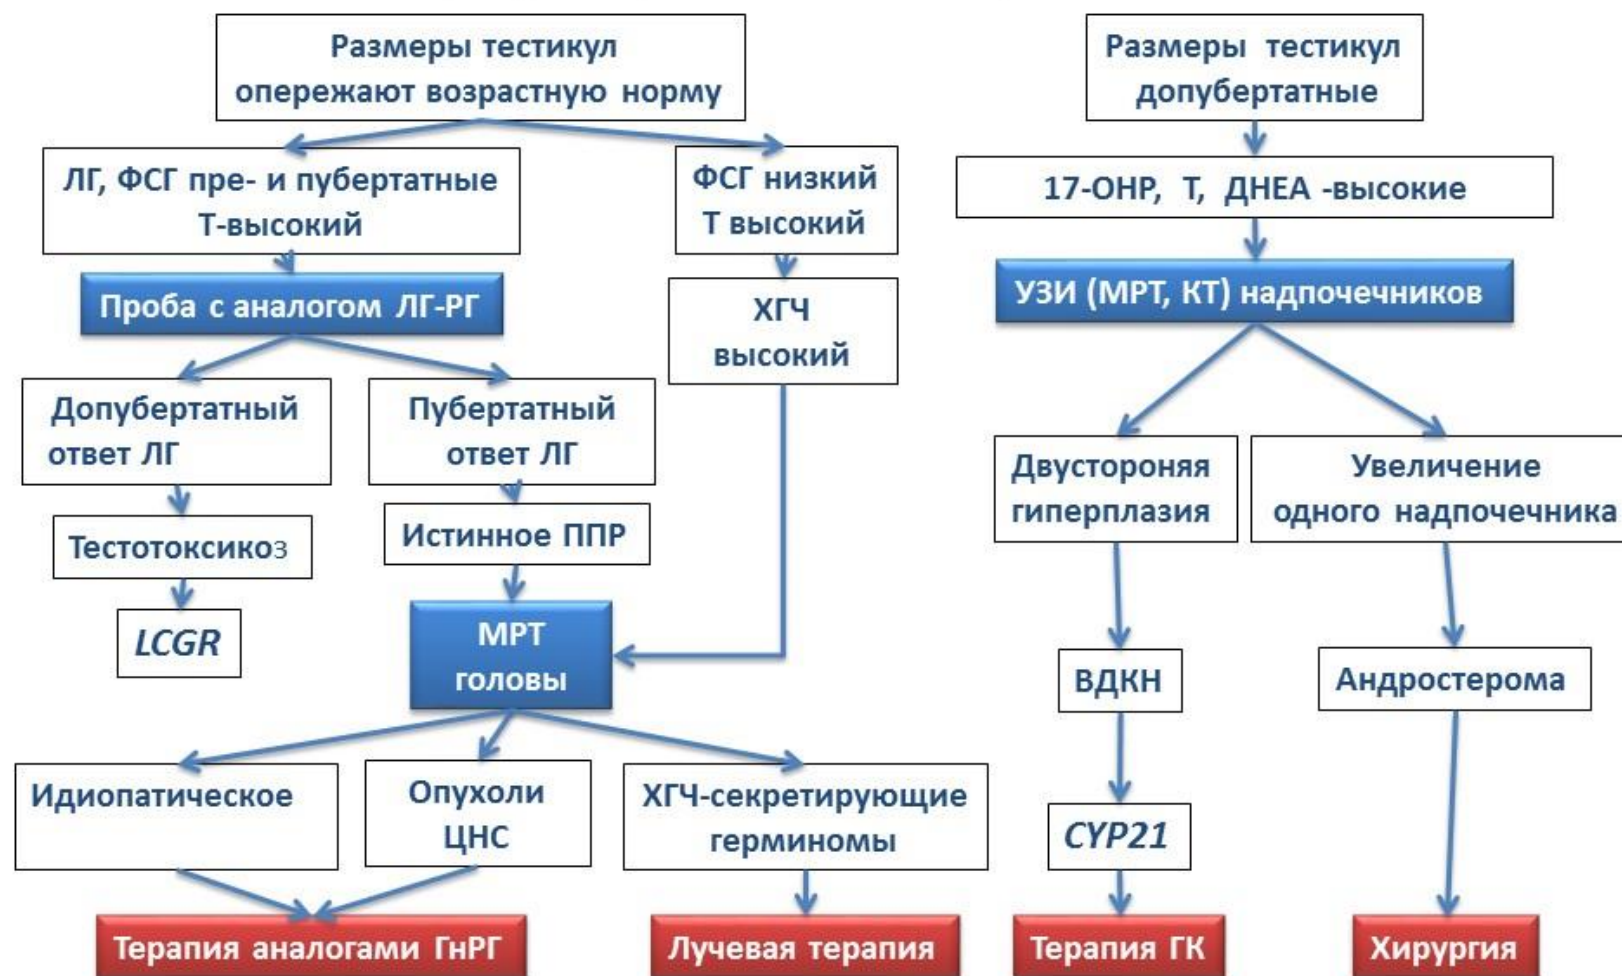 Размеры тестикул
опережают возрастную норму
Размеры тестикул
допубертатные
ЛГ, ФСГ пре- и пубертатные
Т-высокий
ФСГ низкий
Т высокий
17-ОНР, Т, ДНЕА -высокие
Проба с аналогом ЛГ-РГ
ХГЧ
высокий
УЗИ (МРТ, КТ) надпочечников
Допубертатный
ответ ЛГ
Пубертатный
ответ ЛГ
Двустороняя
гиперплазия
Увеличение
одного надпочечника
Тестотоксикоз
Истинное ППР
LCGR
МРТ
головы
ВДКН
Андростерома
Идиопатическое
Опухоли
ЦНС
ХГЧ-секретирующие
герминомы
CYP21
Терапия аналогами ГнРГ
Лучевая терапия
Терапия ГК
Хирургия